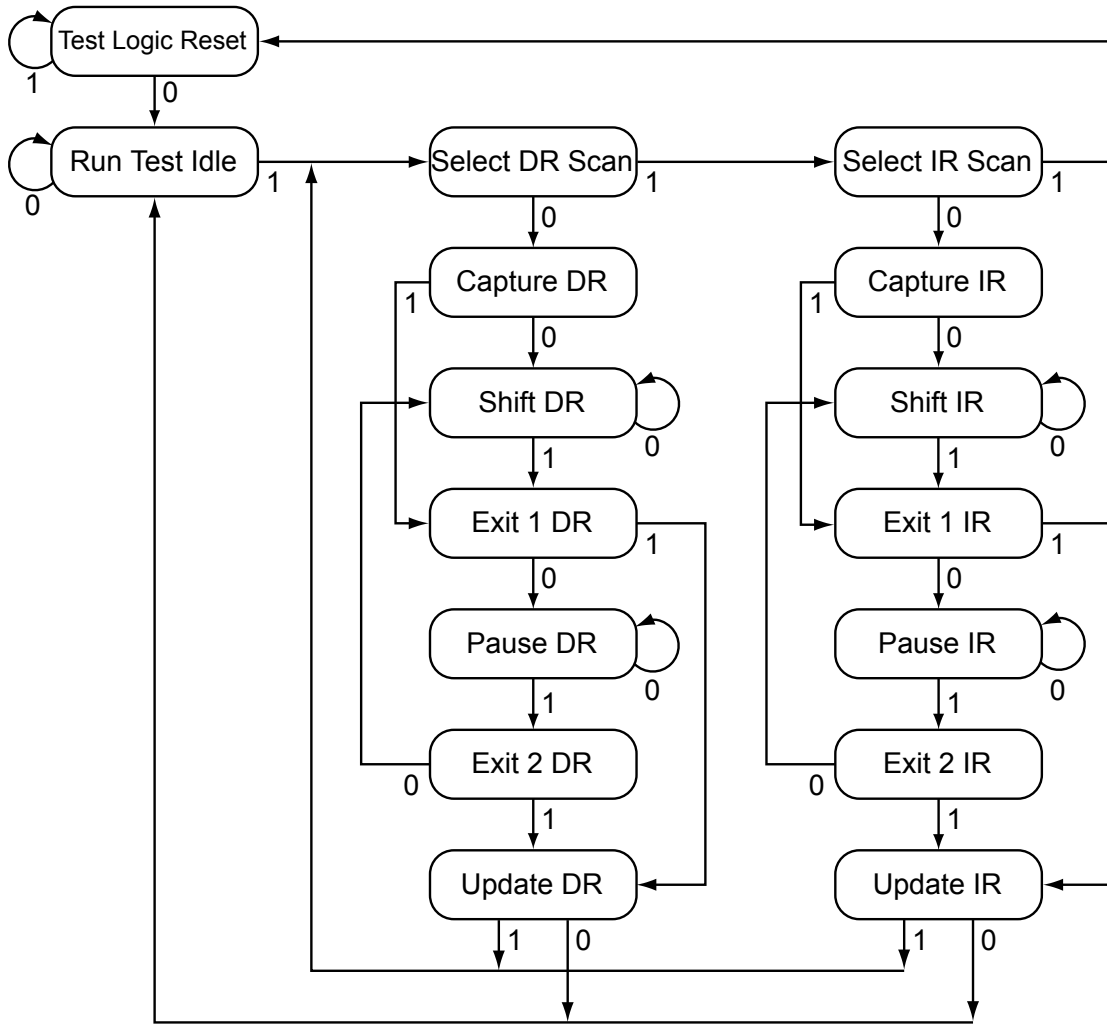 Test Logic Reset
1
0
Run Test Idle
0
1
Select DR Scan
1
0
Select IR Scan
1
0
Capture DR
1
0
Capture IR
1
0
Shift DR
0
1
Shift IR
0
1
Exit 1 DR
1
0
Exit 1 IR
1
0
Pause DR
0
1
Pause IR
0
1
Exit 2 DR
0
1
Exit 2 IR
0
1
Update DR
1
0
Update IR
1
0